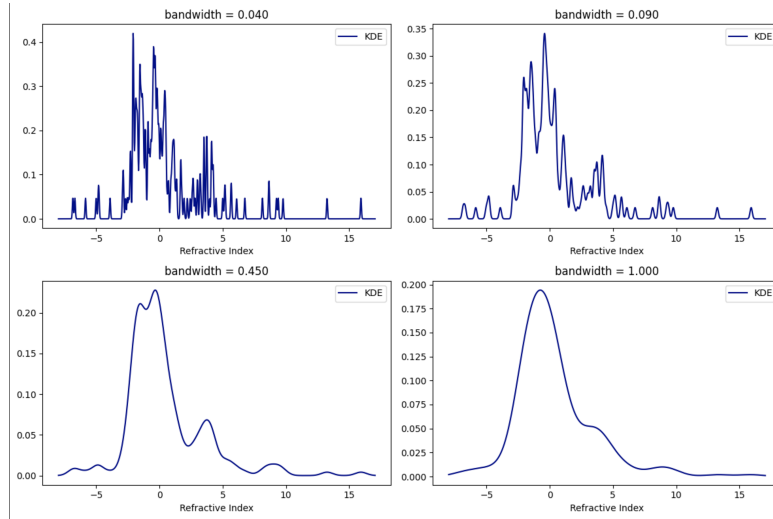 bandwidth = 0.040
KDE
0.4
0.3
0.2
0.1
0.0
−5 0 5 10 15
Refractive Index
bandwidth = 0.090
KDE
0.35
0.30
0.25
0.20
0.15
0.10
0.05
0.00
−5 0 5 10 15
Refractive Index
bandwidth = 0.450
KDE
0.20
0.15
0.10
0.05
0.00
−5 0 5 10 15
Refractive Index
bandwidth = 1.000
KDE
0.200
0.175
0.150
0.125
0.100
0.075
0.050
0.025
0.000
−5 0 5 10 15
Refractive Index